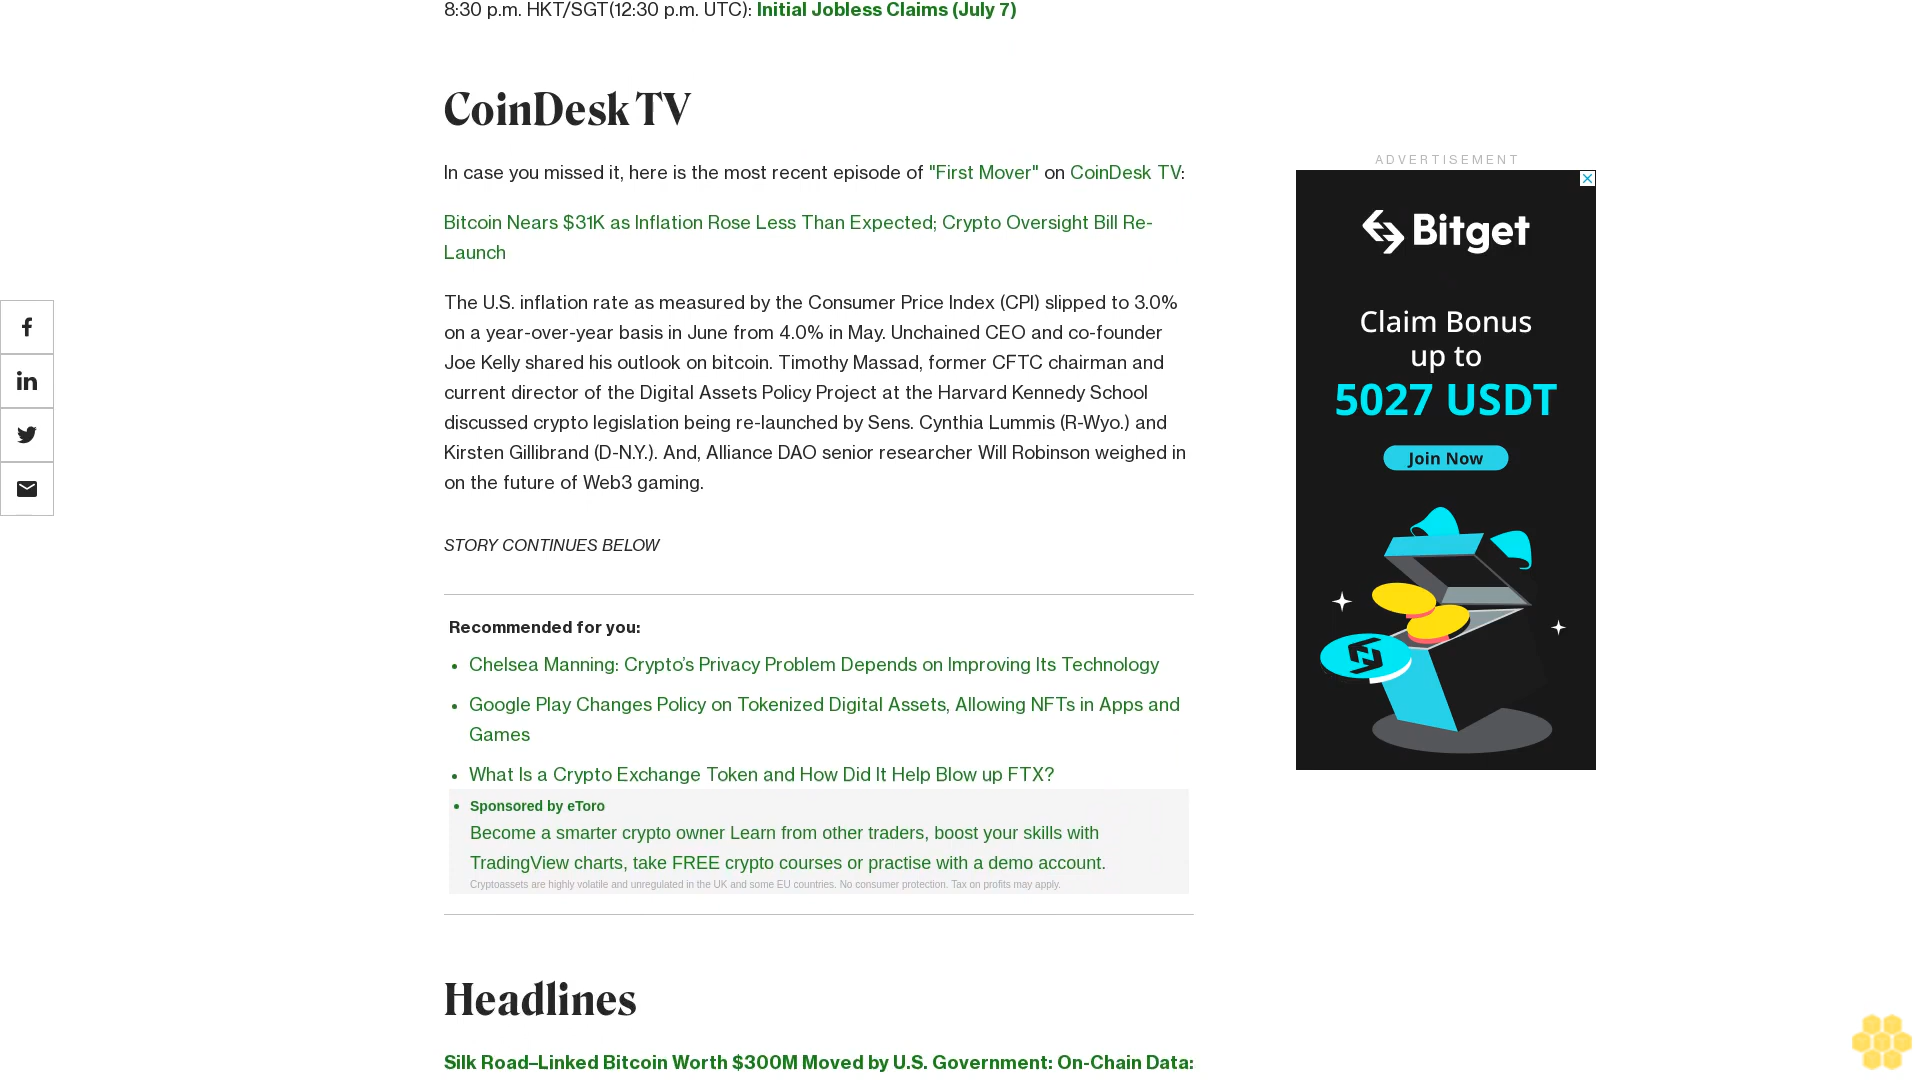 8:30 p.m. HKT/SGT(12:30 p.m. UTC): Initial Jobless Claims (July 7)
CoinDesk TV
In case you missed it, here is the most recent episode of "First Mover" on CoinDesk TV:
Bitcoin Nears $31K as Inflation Rose Less Than Expected; Crypto Oversight Bill Re-
Launch
The U.S. inflation rate as measured by the Consumer Price Index (CPI) slipped to 3.0%
on a year-over-year basis in June from 4.0% in May. Unchained CEO and co-founder
Joe Kelly shared his outlook on bitcoin. Timothy Massad, former CFTC chairman and
current director of the Digital Assets Policy Project at the Harvard Kennedy School
discussed crypto legislation being re-launched by Sens. Cynthia Lummis (R-Wyo.) and
Kirsten Gillibrand (D-N.Y.). And, Alliance DAO senior researcher Will Robinson weighed in
on the future of Web3 gaming.
STORY CONTINUES BELOW
Recommended for you:
• Chelsea Manning: Crypto’s Privacy Problem Depends on Improving Its Technology
• Google Play Changes Policy on Tokenized Digital Assets, Allowing NFTs in Apps and
Games
• What Is a Crypto Exchange Token and How Did It Help Blow up FTX?
• Sponsored by eToro
Become a smarter crypto owner Learn from other traders, boost your skills with
TradingView charts, take FREE crypto courses or practise with a demo account.
Cryptoassets are highly volatile and unregulated in the UK and some EU countries. No consumer protection. Tax on profits may apply.
Headlines
Silk Road–Linked Bitcoin Worth $300M Moved by U.S. Government: On-Chain Data:
ADVERTISEMENT
Bitget
Claim Bonus
up to
5027 USDT
Join Now